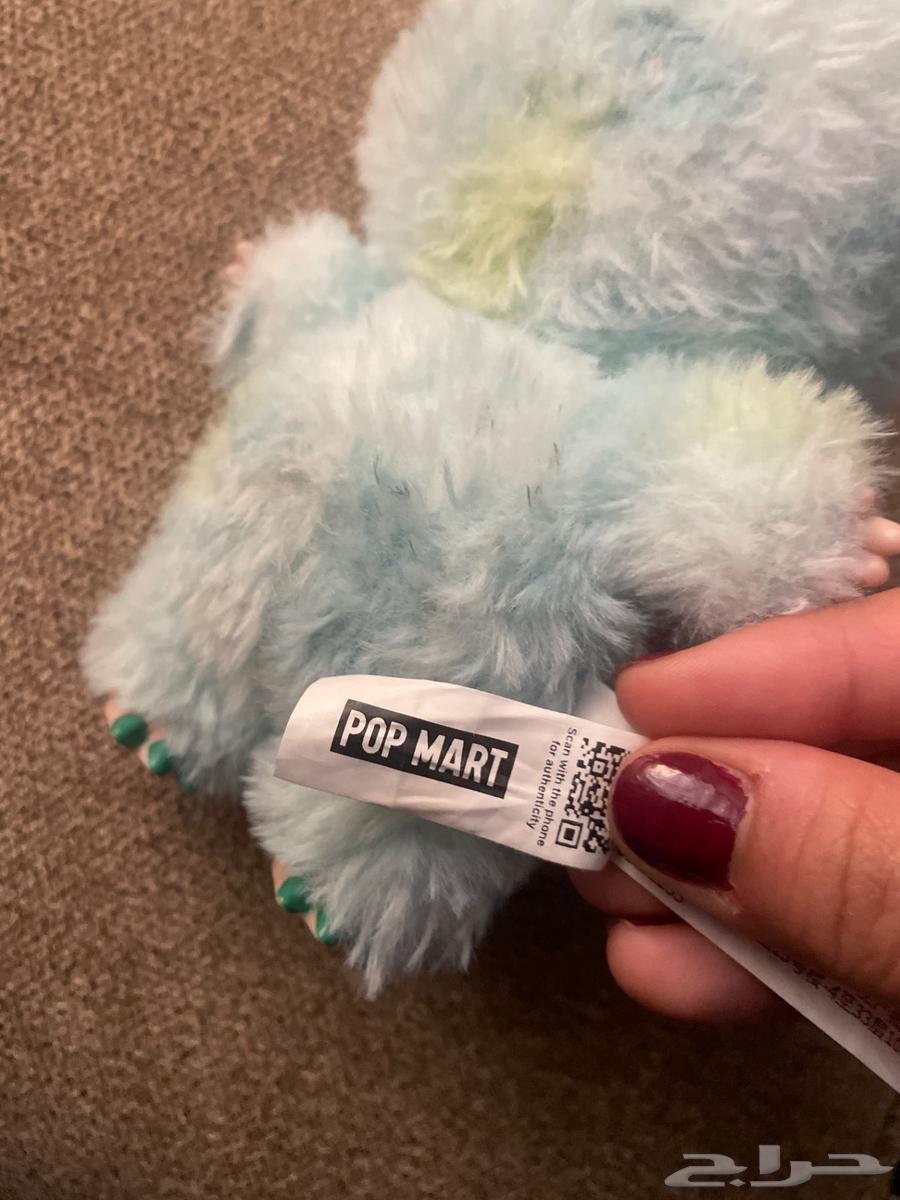 POP MART
Scan with the phone
for authenticity
حراج